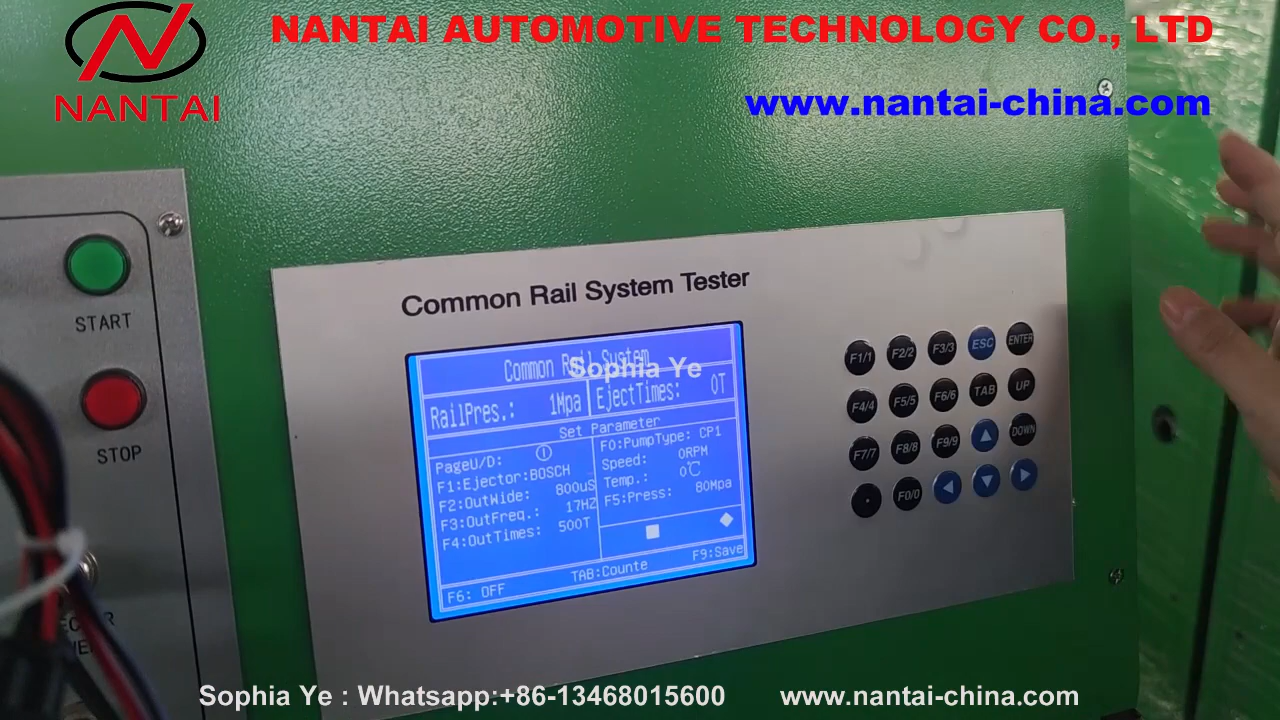 NANTAI AUTOMOTIVE TECHNOLOGY CO., LTD
NANTAI
www.nantai-china.com
START
STOP
Common Rail System Tester
Common Rail System
Sophia Ye
RailPres.: 1Mpa
EjectTimes: 0T
Set Parameter
PageU/D:
F1:Ejector:BOSCH
F2:OutWide: 800uS
F3:OutFreq.: 17HZ
F4:OutTimes: 500T
F0:PumpType: CP1
Speed: 0RPM
Temp.: 0℃
F5:Press: 80Mpa
F6: OFF
TAB:Counte
F9:Save
F1/1 F2/2 F3/3 ESC ENTER
F4/4 F5/5 F6/6 TAB UP
F7/7 F8/8 F9/9 DOWN
. F0/0
Sophia Ye : Whatsapp:+86-13468015600 www.nantai-china.com